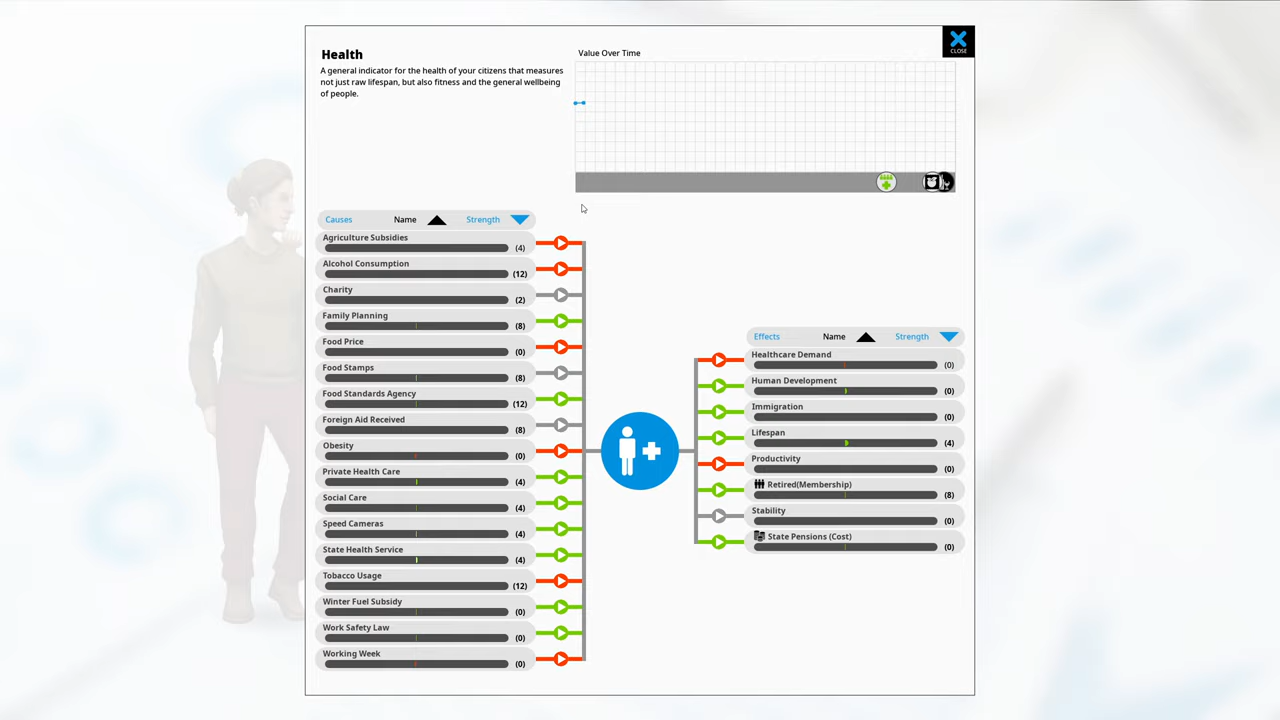 Health
A general indicator for the health of your citizens that measures
not just raw lifespan, but also fitness and the general wellbeing
of people.
Value Over Time
CLOSE
Causes Name Strength
Agriculture Subsidies
(4)
Alcohol Consumption
(12)
Charity
(2)
Family Planning
(8)
Food Price
(0)
Food Stamps
(8)
Food Standards Agency
(12)
Foreign Aid Received
(8)
Obesity
(0)
Private Health Care
(4)
Social Care
(4)
Speed Cameras
(4)
State Health Service
(4)
Tobacco Usage
(12)
Winter Fuel Subsidy
(0)
Work Safety Law
(0)
Working Week
(0)
Effects Name Strength
Healthcare Demand
(0)
Human Development
(0)
Immigration
(0)
Lifespan
(4)
Productivity
(0)
Retired(Membership)
(8)
Stability
(0)
State Pensions (Cost)
(0)